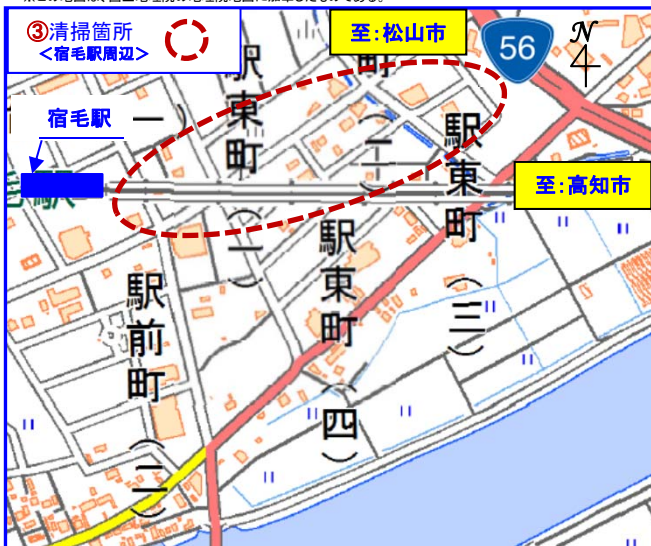 ③清掃箇所
<宿毛駅周辺>
至:松山市
56
N
宿毛駅
至:高知市
駅東町(一)
町(二)
駅東町(三)
駅東町(四)
駅前町(二)